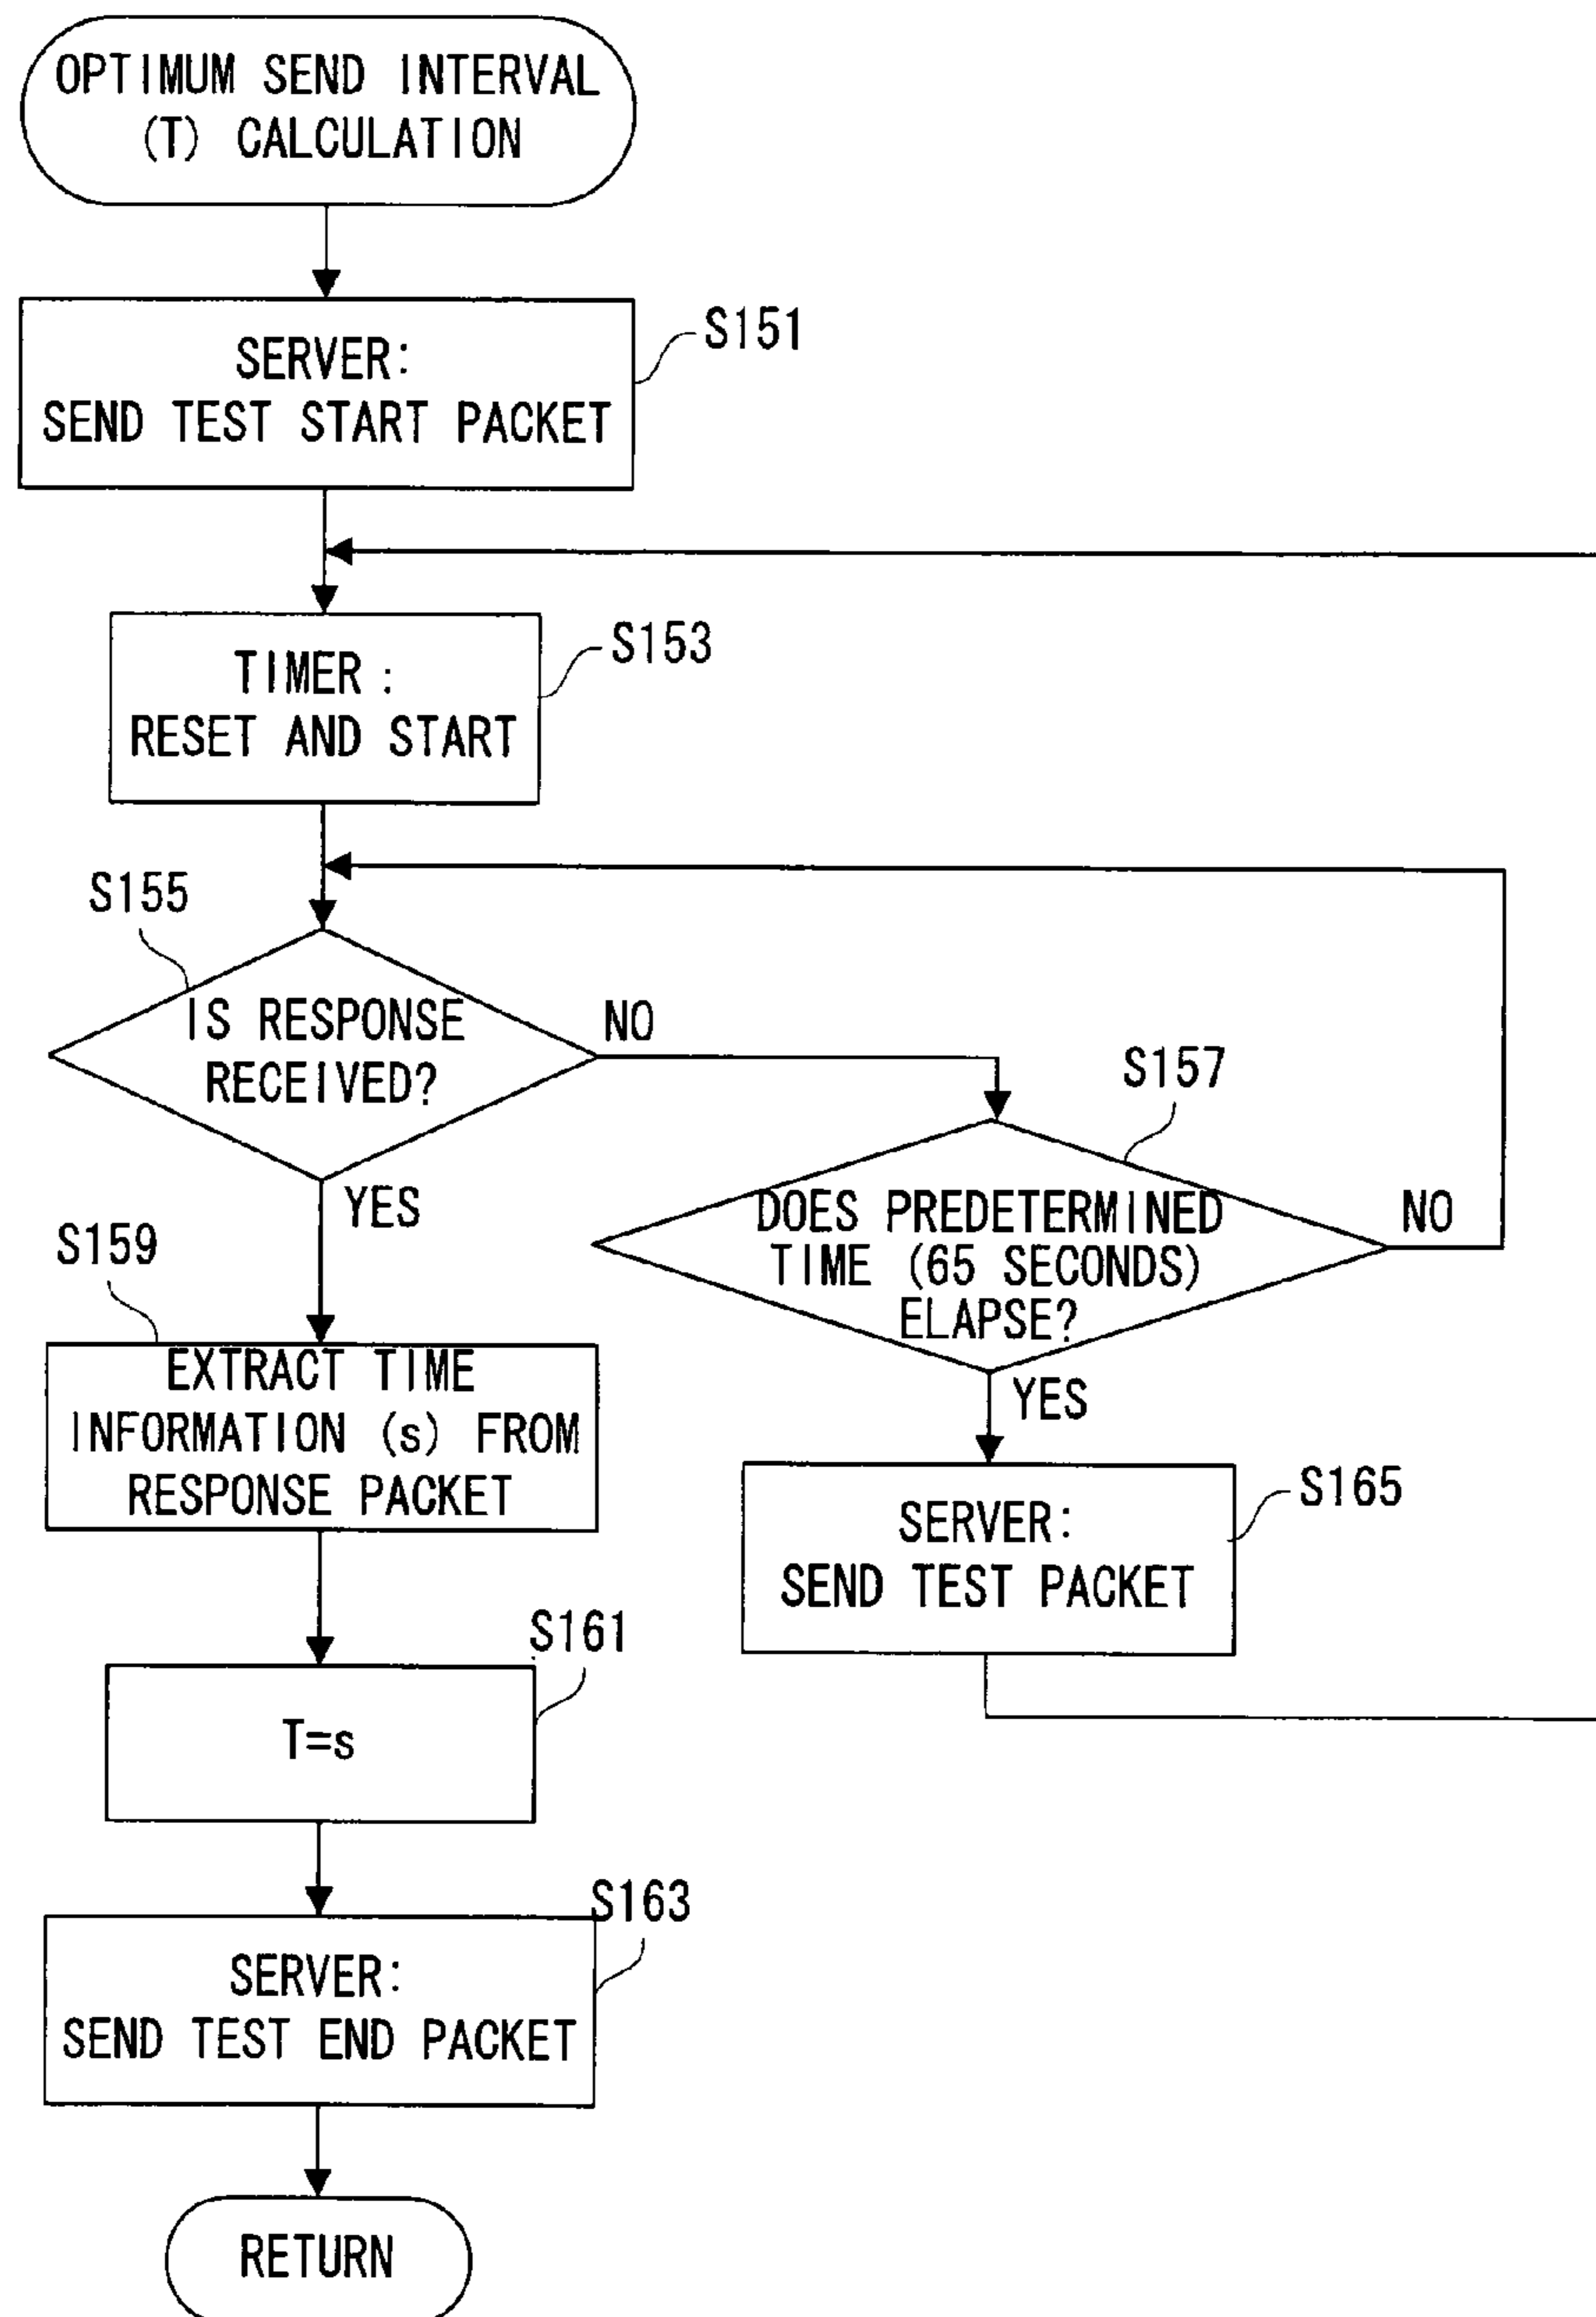 OPTIMUM SEND INTERVAL
(T) CALCULATION
S151
SERVER:
SEND TEST START PACKET
S153
TIMER :
RESET AND START
S155
IS RESPONSE
RECEIVED?
NO
YES
S157
DOES PREDETERMINED
TIME (65 SECONDS)
ELAPSE?
NO
YES
S159
EXTRACT TIME
INFORMATION (s) FROM
RESPONSE PACKET
S165
SERVER:
SEND TEST PACKET
S161
T=s
S163
SERVER:
SEND TEST END PACKET
RETURN